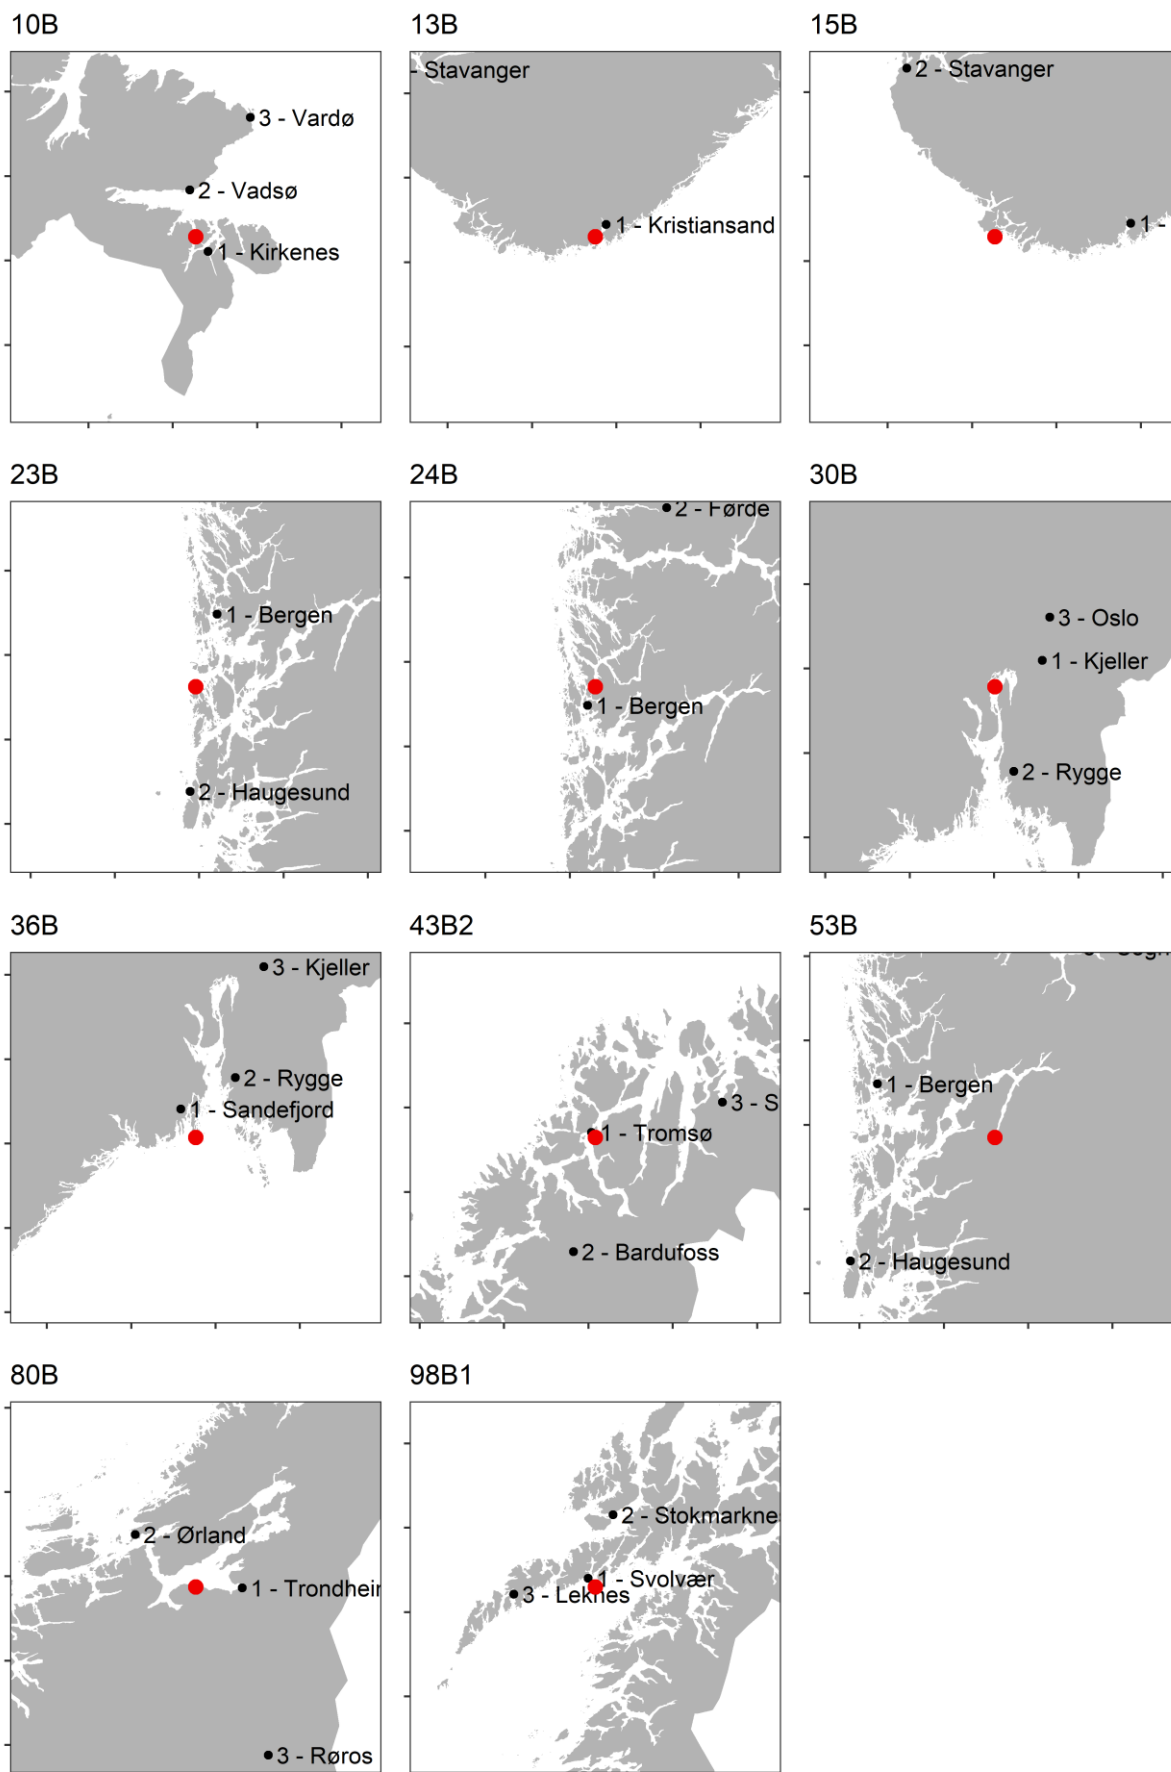 10B
3 - Vardø
2 - Vadsø
1 - Kirkenes
13B
- Stavanger
1 - Kristiansand
15B
2 - Stavanger
1 -
23B
1 - Bergen
2 - Haugesund
24B
2 - Førde
1 - Bergen
30B
3 - Oslo
1 - Kjeller
2 - Rygge
36B
3 - Kjeller
2 - Rygge
1 - Sandefjord
43B2
3 - S
1 - Tromsø
2 - Bardufoss
53B
1 - Bergen
2 - Haugesund
80B
2 - Ørland
1 - Trondhei
3 - Røros
98B1
2 - Stokmarkne
1 - Svolvær
3 - Leknes